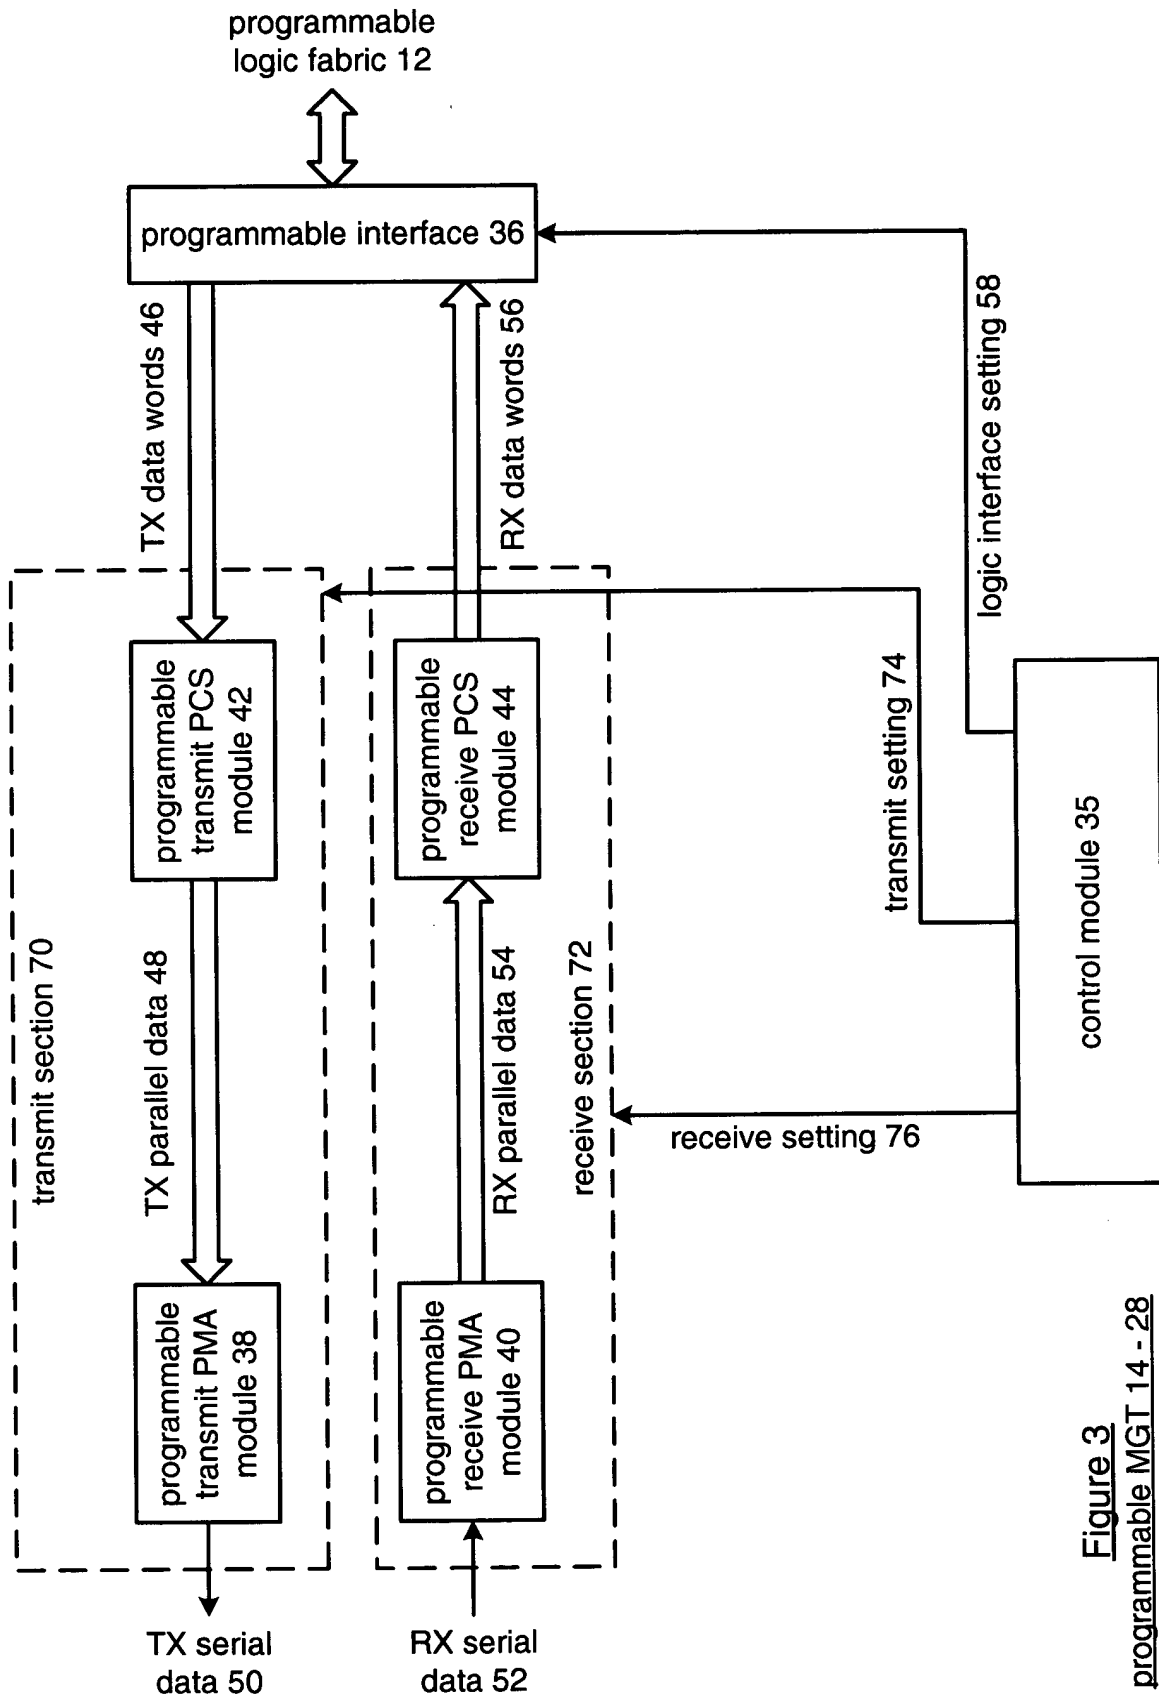 programmable
logic fabric 12
programmable interface 36
TX data words 46
RX data words 56
logic interface setting 58
transmit section 70
programmable
transmit PCS
module 42
programmable
receive PCS
module 44
transmit setting 74
TX parallel data 48
RX parallel data 54
receive section 72
receive setting 76
control module 35
programmable
transmit PMA
module 38
programmable
receive PMA
module 40
TX serial
data 50
RX serial
data 52
Figure 3
programmable MGT 14 - 28